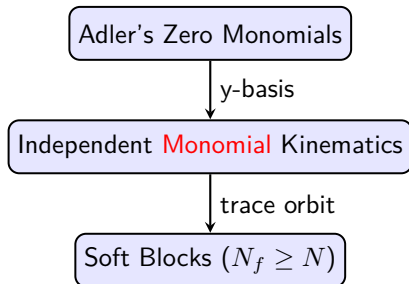 Adler's Zero Monomials
y-basis
Independent Monomial Kinematics
trace orbit
Soft Blocks (N_f ≥ N)